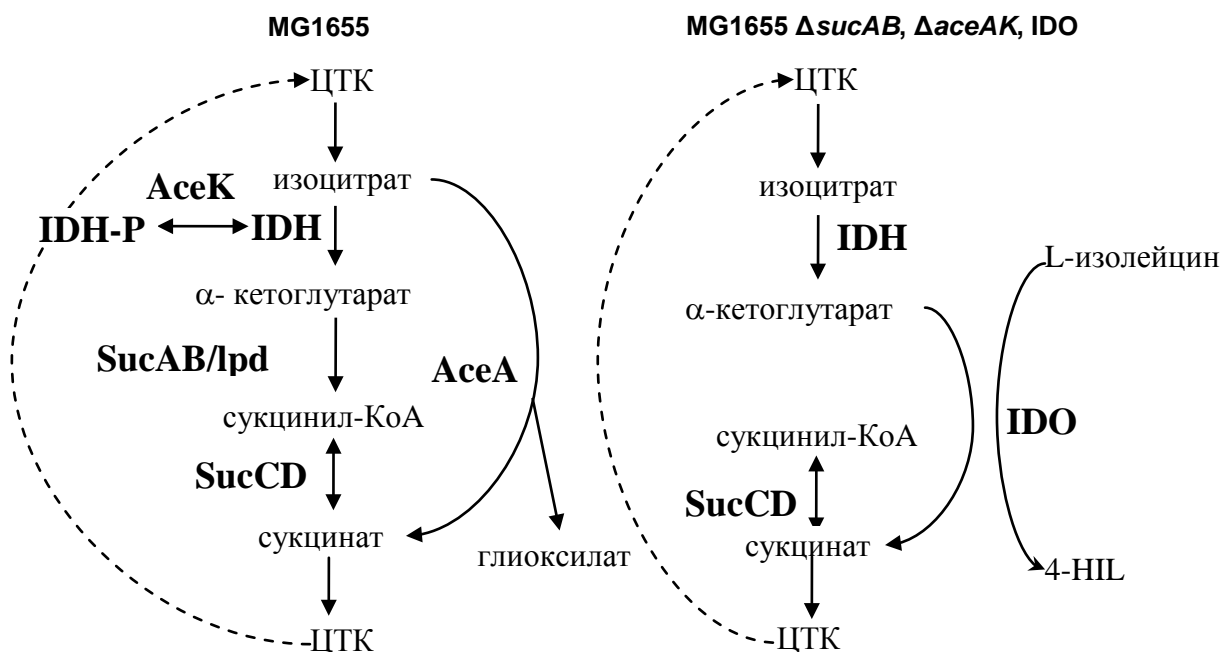 MG1655
ЦТК
изоцитрат
AceK
IDH-P
IDH
α- кетоглутарат
SucAB/lpd
AceA
сукцинил-КоА
SucCD
сукцинат
глиоксилат
ЦТК
MG1655 ΔsucAB, ΔaceAK, IDO
ЦТК
изоцитрат
IDH
L-изолейцин
α-кетоглутарат
IDO
сукцинил-КоА
SucCD
сукцинат
4-HIL
ЦТК